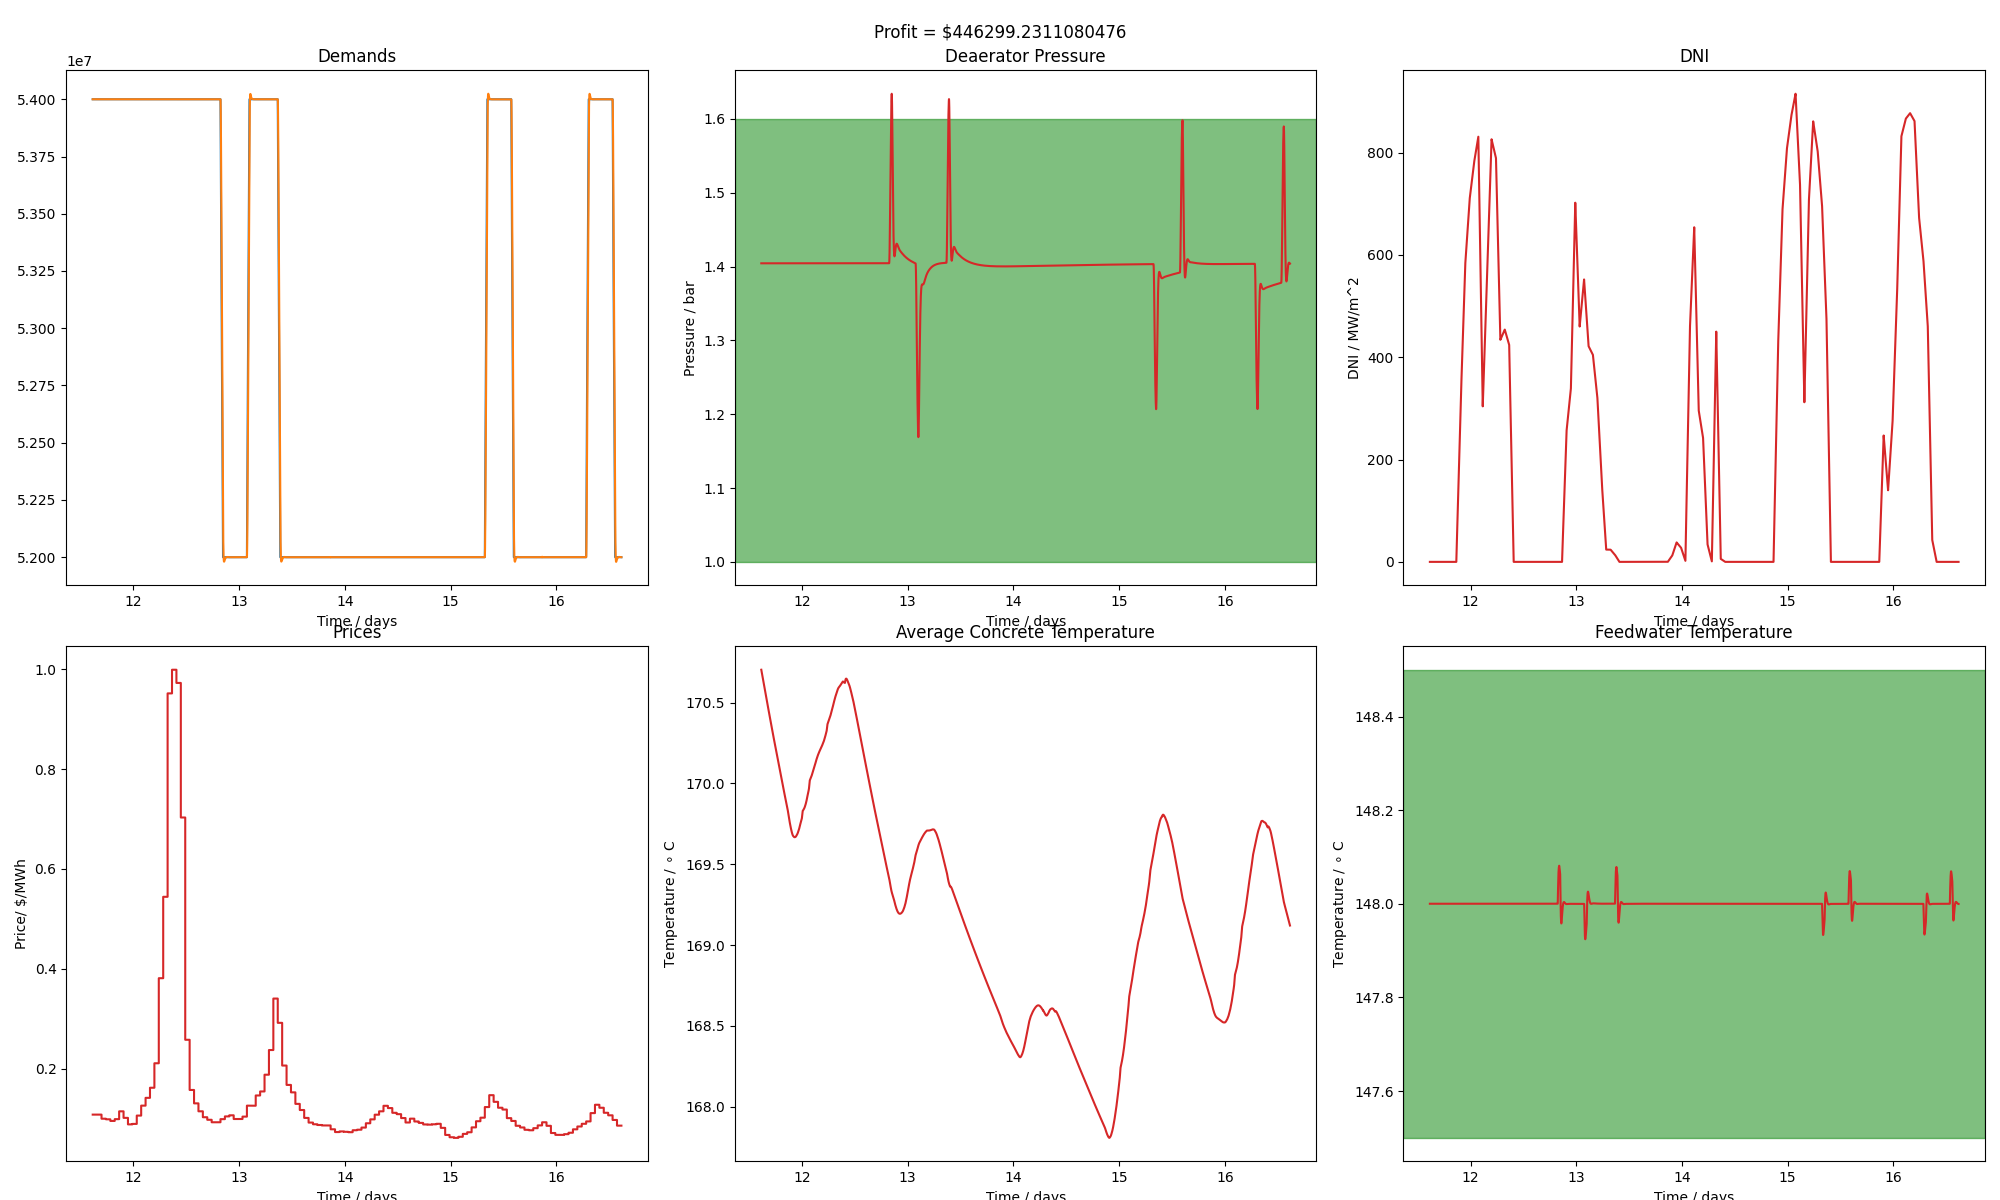 Profit = $446299.2311080476
Demands
1e7
5.400
5.375
5.350
5.325
5.300
5.275
5.250
5.225
5.200
12 13 14 15 16
Time / days
Deaerator Pressure
Pressure / bar
1.6
1.5
1.4
1.3
1.2
1.1
1.0
12 13 14 15 16
Time / days
DNI
DNI / MW/m^2
800
600
400
200
0
12 13 14 15 16
Time / days
Prices
Price/ $/MWh
1.0
0.8
0.6
0.4
0.2
12 13 14 15 16
Time / days
Average Concrete Temperature
Temperature / ∘ C
170.5
170.0
169.5
169.0
168.5
168.0
12 13 14 15 16
Time / days
Feedwater Temperature
Temperature / ∘ C
148.4
148.2
148.0
147.8
147.6
12 13 14 15 16
Time / days